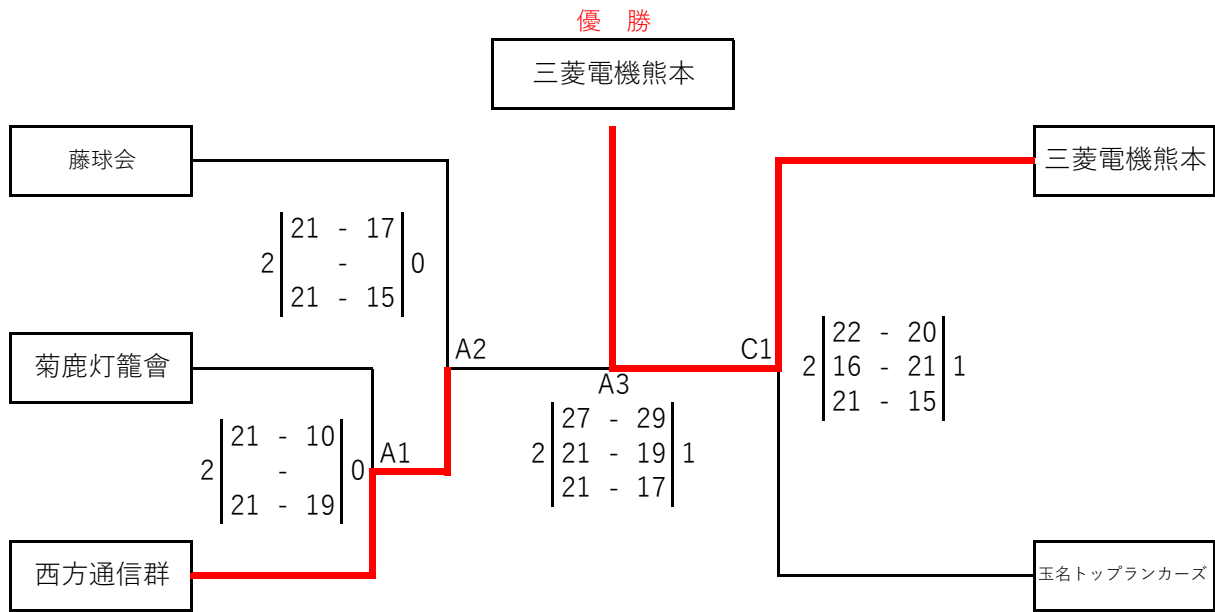 優　勝
三菱電機熊本
藤球会
三菱電機熊本
21 - 17
2 - 0
21 - 15
A2
C1
22 - 20
2 16 - 21 1
21 - 15
菊鹿灯籠會
A3
27 - 29
2 21 - 19 1
21 - 17
21 - 10
A1
2 - 0
21 - 19
西方通信群
玉名トップランカーズ